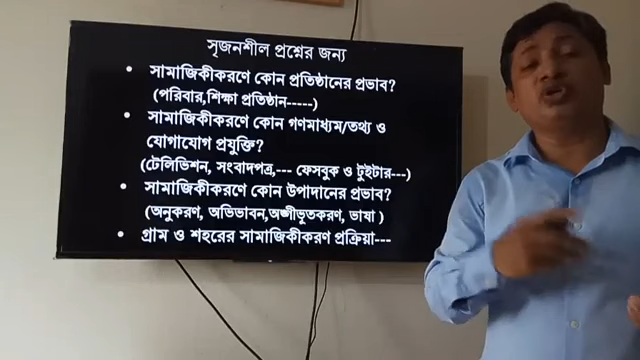 সৃজনশীল প্রশ্নের জন্য
• সামাজিকীকরণে কোন প্রতিষ্ঠানের প্রভাব?
(পরিবার,শিক্ষা প্রতিষ্ঠান-----)
• সামাজিকীকরণে কোন গণমাধ্যম/তথ্য ও
যোগাযোগ প্রযুক্তি?
(টেলিভিশন, সংবাদপত্র,--- ফেসবুক ও টুইটার---)
• সামাজিকীকরণে কোন উপাদানের প্রভাব?
(অনুকরণ, অভিভাবন,অঙ্গীভূতকরণ, ভাষা )
• গ্রাম ও শহরের সামাজিকীকরণ প্রক্রিয়া---